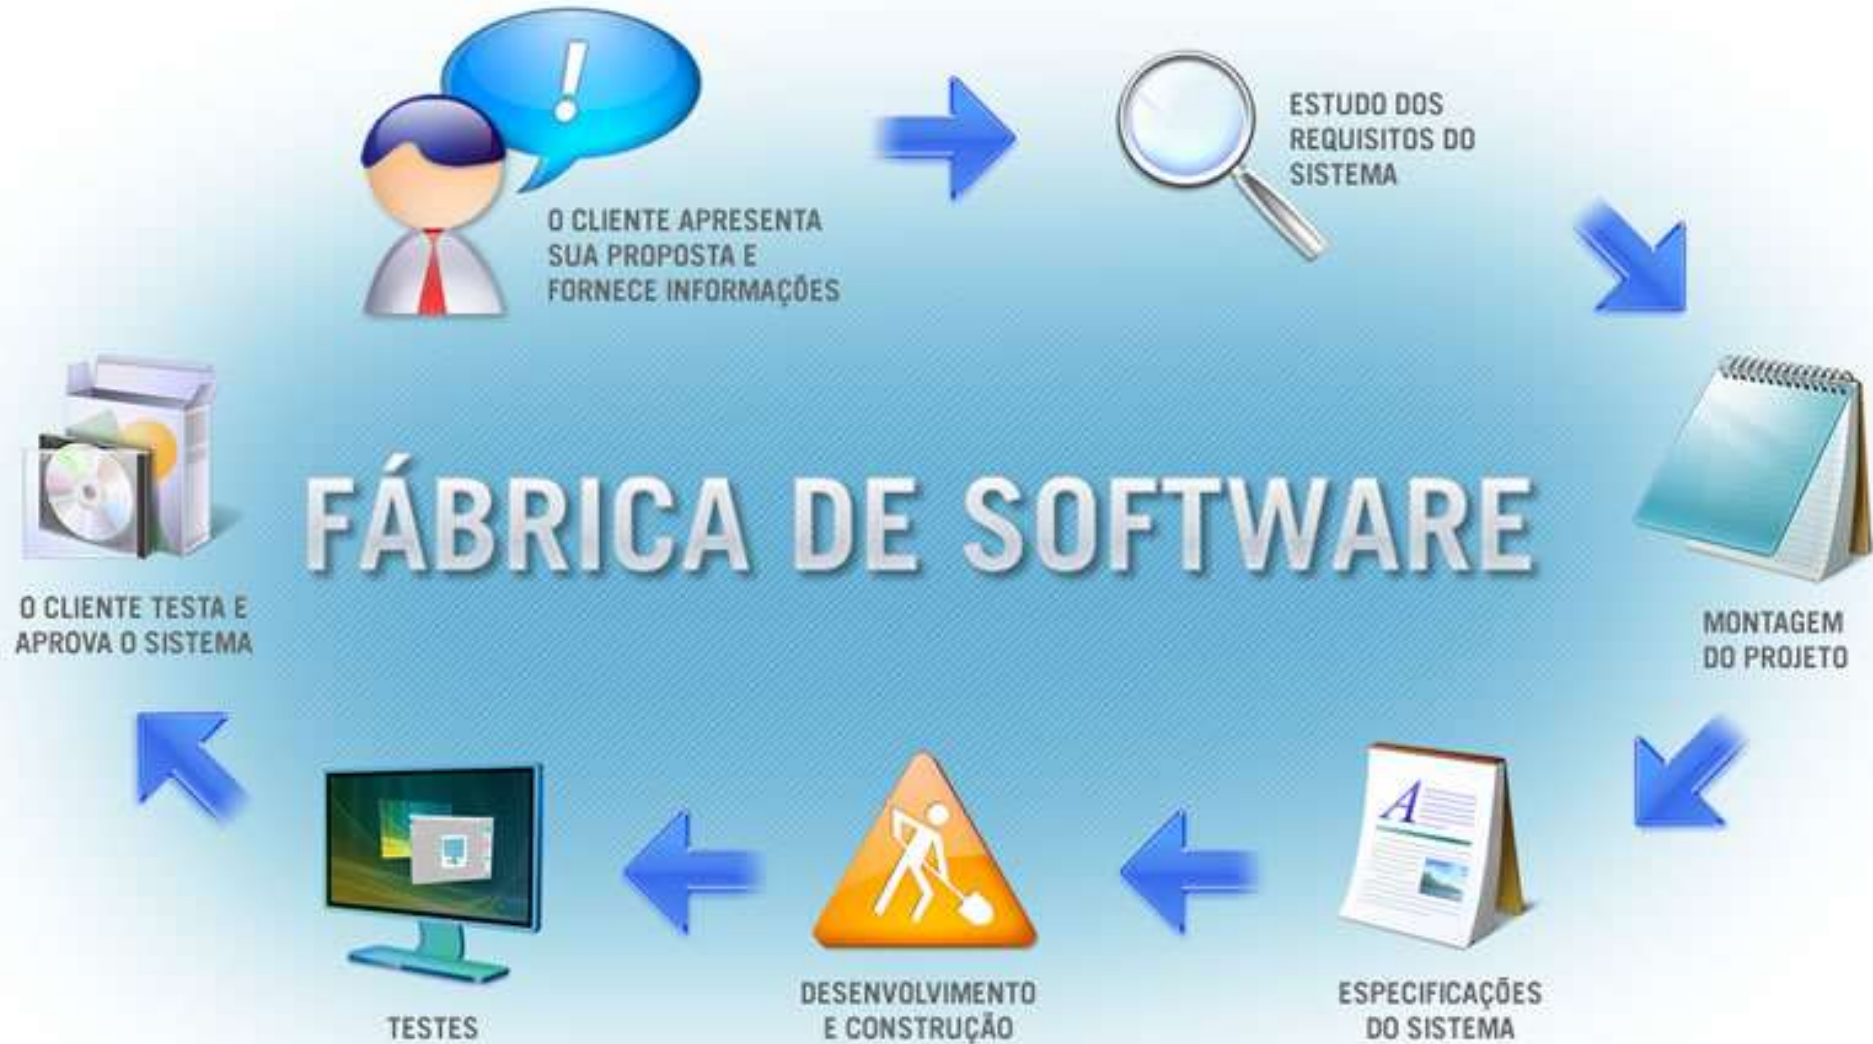 O CLIENTE APRESENTA
SUA PROPOSTA E
FORNECE INFORMAÇÕES
ESTUDO DOS
REQUISITOS DO
SISTEMA
FÁBRICA DE SOFTWARE
MONTAGEM
DO PROJETO
ESPECIFICAÇÕES
DO SISTEMA
DESENVOLVIMENTO
E CONSTRUÇÃO
TESTES
O CLIENTE TESTA E
APROVA O SISTEMA